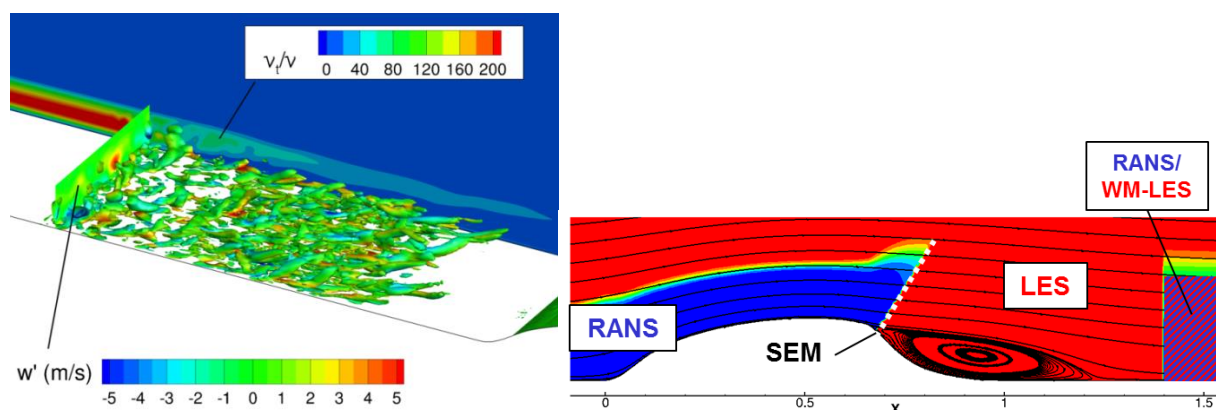 νt/ν
0 40 80 120 160 200
w' (m/s)
-5 -4 -3 -2 -1 0 1 2 3 4 5
RANS/
WM-LES
LES
RANS
SEM
0 0.5 1 1.5
x